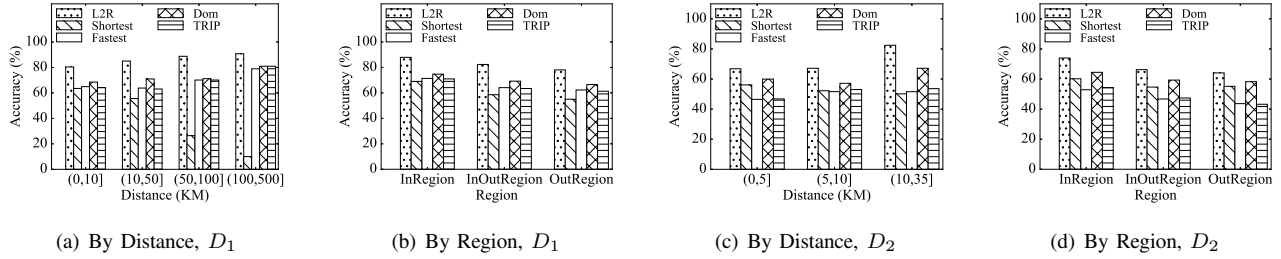 L2R
Shortest
Fastest
Dom
TRIP
Accuracy (%)
100
80
60
40
20
0
(0,10] (10,50] (50,100] (100,500]
Distance (KM)
(a) By Distance, D1
L2R
Shortest
Fastest
Dom
TRIP
Accuracy (%)
100
80
60
40
20
0
InRegion InOutRegion OutRegion
Region
(b) By Region, D1
L2R
Shortest
Fastest
Dom
TRIP
Accuracy (%)
100
80
60
40
20
0
(0,5] (5,10] (10,35]
Distance (KM)
(c) By Distance, D2
L2R
Shortest
Fastest
Dom
TRIP
Accuracy (%)
100
80
60
40
20
0
InRegion InOutRegion OutRegion
Region
(d) By Region, D2